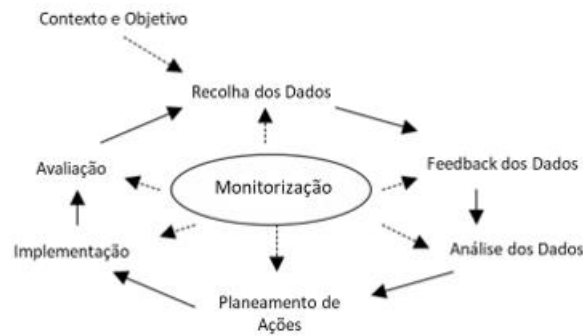 Contexto e Objetivo
Recolha dos Dados
Avaliação
Monitorização
Feedback dos Dados
Implementação
Análise dos Dados
Planeamento de
Ações